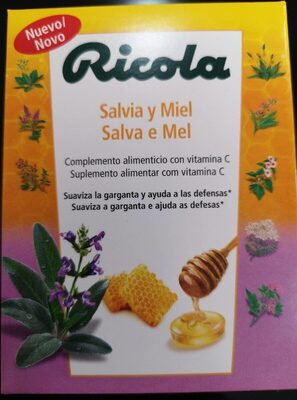 Nuevo/
Novo
Ricola
Salvia y Miel
Salva e Mel
Complemento alimenticio con vitamina C
Suplemento alimentar com vitamina C
Suaviza la garganta y ayuda a las defensas*
Suaviza a garganta e ajuda as defesas*